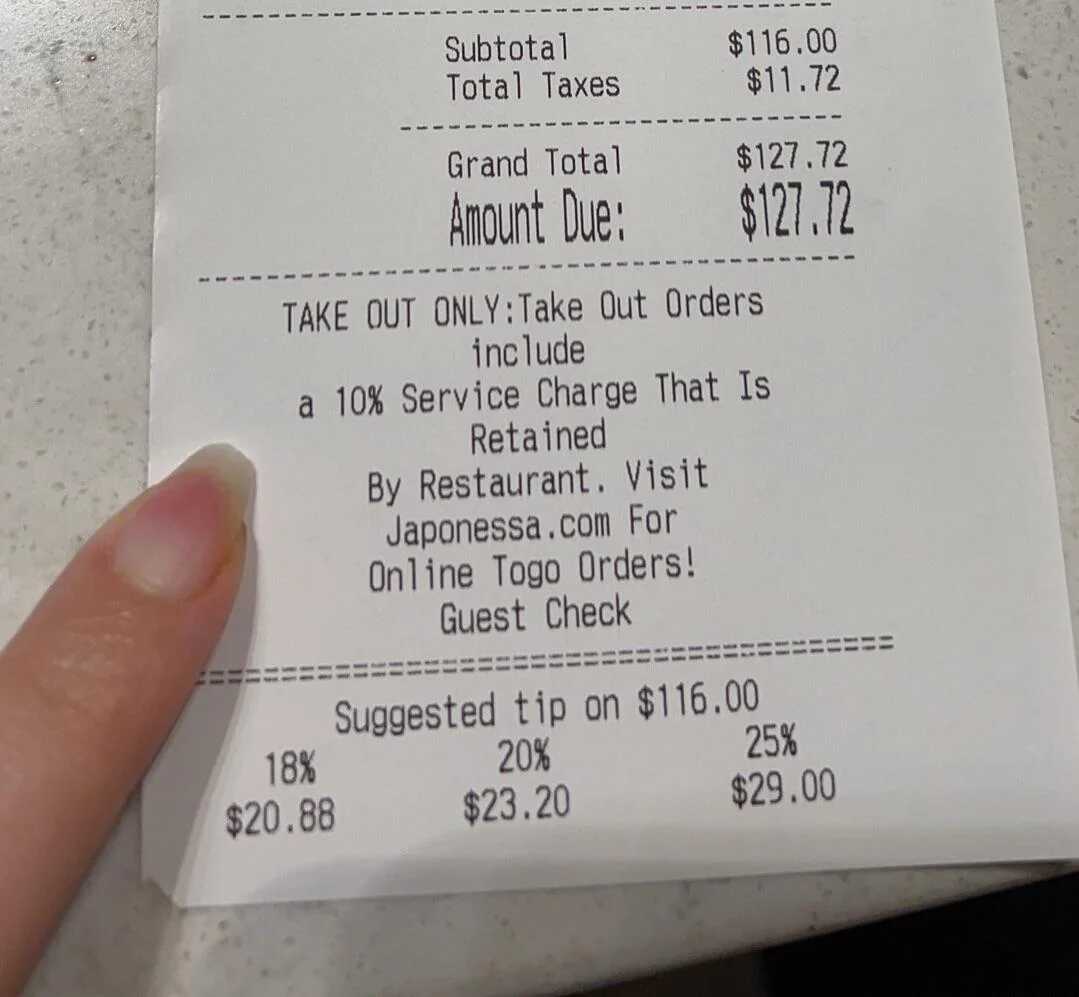 Subtotal $116.00
Total Taxes $11.72
Grand Total $127.72
Amount Due: $127.72
TAKE OUT ONLY:Take Out Orders
include
a 10% Service Charge That Is
Retained
By Restaurant. Visit
Japonessa.com For
Online Togo Orders!
Guest Check
Suggested tip on $116.00
18% 20% 25%
$20.88 $23.20 $29.00